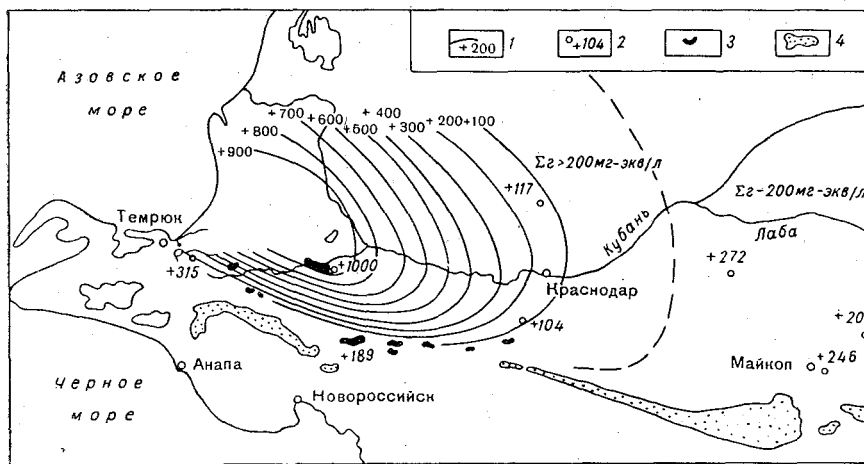 +200 1
+104 2
3
4
Азовское
море
+400
+700
+600
+200+100
+800
+500
+300
+900
Σг>200мг-экв/л
+117
Σг-200мг-экв/л
Кубань
Лаба
Темрюк
+315
+1000
+272
Краснодар
+104
+20
+189
Майкоп
+246
Анапа
Черное
море
Новороссийск